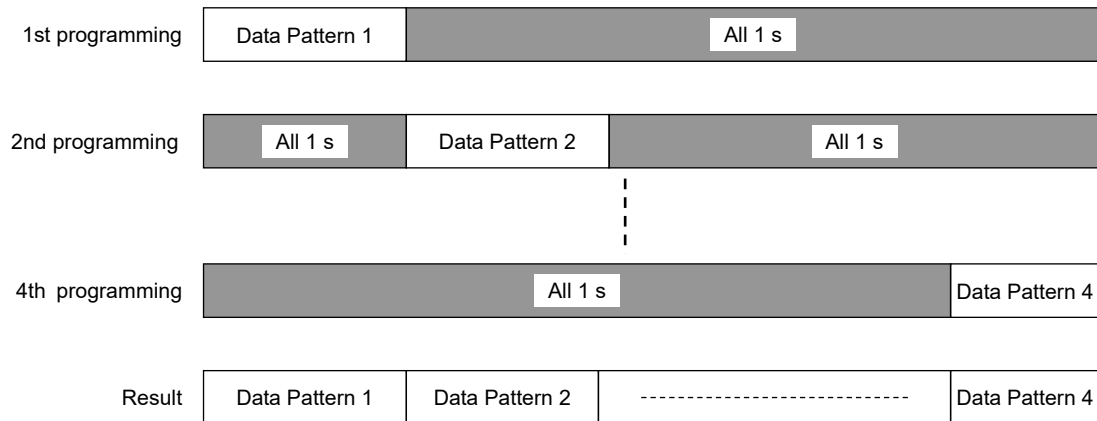 1st programming Data Pattern 1 All 1 s
2nd programming All 1 s Data Pattern 2 All 1 s
4th programming All 1 s Data Pattern 4
Result Data Pattern 1 Data Pattern 2 Data Pattern 4